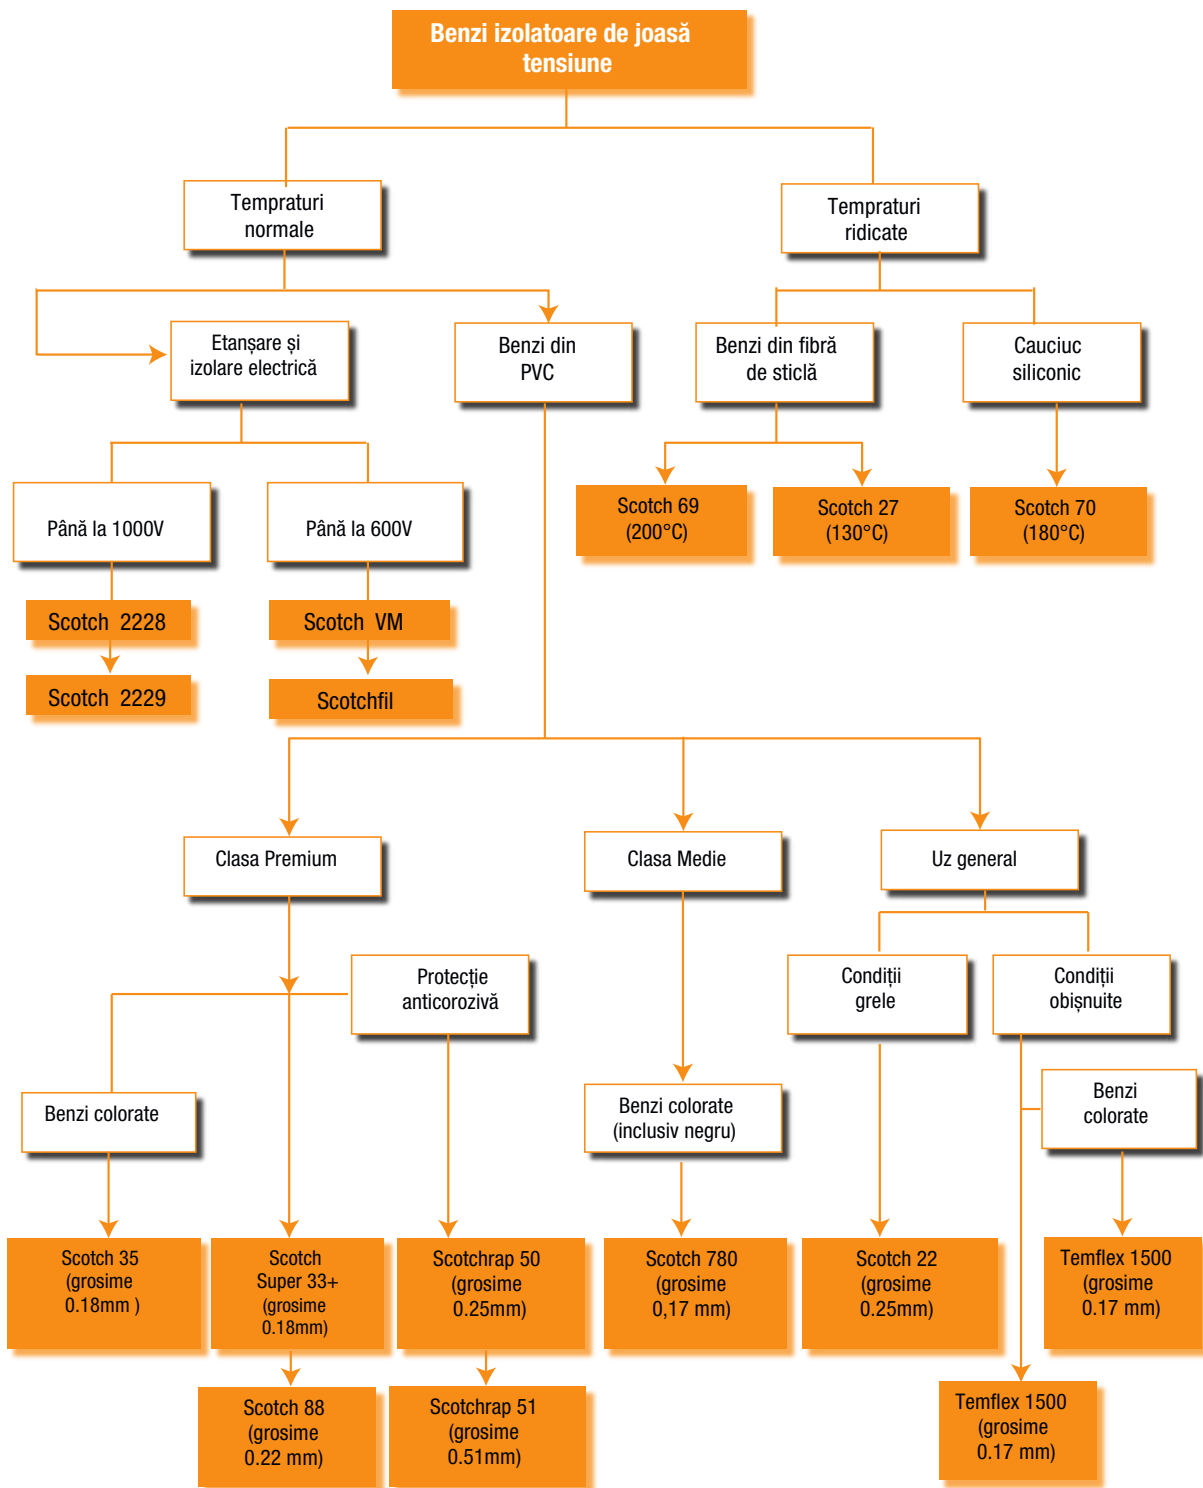 Benzi izolatoare de joasă
tensiune
Tempraturi
normale
Tempraturi
ridicate
Etanșare și
izolare electrică
Benzi din
PVC
Benzi din fibră
de sticlă
Cauciuc
siliconic
Până la 1000V
Până la 600V
Scotch 69
(200°C)
Scotch 27
(130°C)
Scotch 70
(180°C)
Scotch 2228
Scotch VM
Scotch 2229
Scotchfil
Clasa Premium
Clasa Medie
Uz general
Protecție
anticorozivă
Condiții
grele
Condiții
obișnuite
Benzi colorate
Benzi colorate
(inclusiv negru)
Benzi
colorate
Scotch 35
(grosime
0.18mm )
Scotch
Super 33+
(grosime
0.18mm)
Scotchrap 50
(grosime
0.25mm)
Scotch 780
(grosime
0,17 mm)
Scotch 22
(grosime
0.25mm)
Temflex 1500
(grosime
0.17 mm)
Scotch 88
(grosime
0.22 mm)
Scotchrap 51
(grosime
0.51mm)
Temflex 1500
(grosime
0.17 mm)